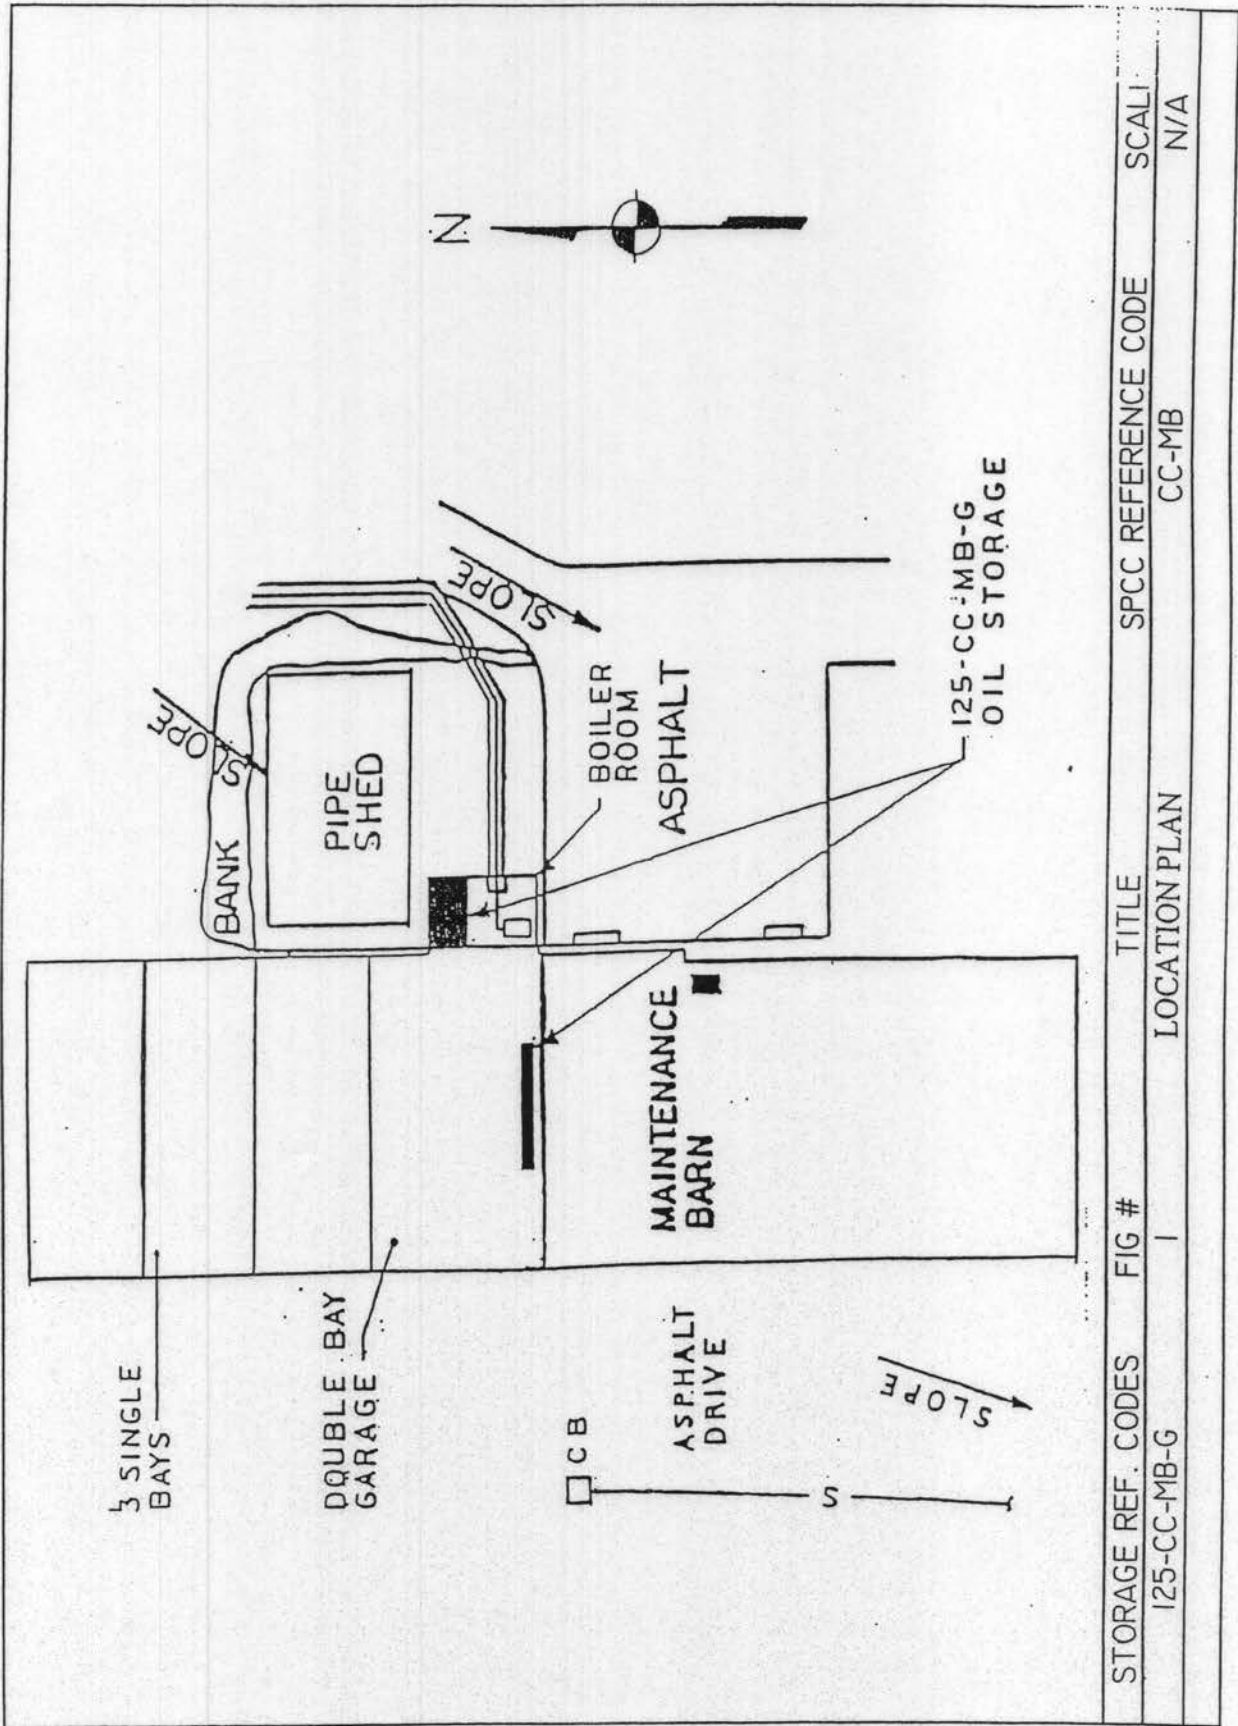 3 SINGLE
BAYS
DOUBLE BAY
GARAGE
CB
ASPHALT
DRIVE
S
SLOPE
MAINTENANCE
BARN
BANK
SLOPE
PIPE
SHED
BOILER
ROOM
ASPHALT
SLOPE
N
125-CC-MB-G
OIL STORAGE
STORAGE REF. CODES FIG # TITLE SPCC REFERENCE CODE SCALI
125-CC-MB-G 1 LOCATION PLAN CC-MB N/A